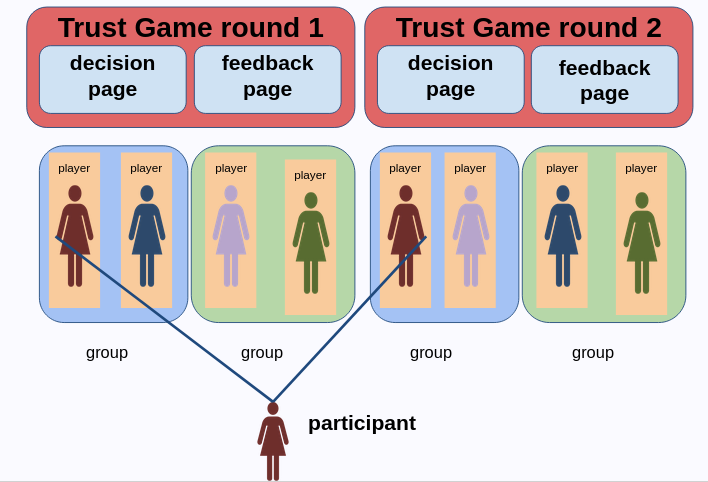 Trust Game round 1
decision
page
feedback
page
Trust Game round 2
decision
page
feedback
page
player
player
player
player
player
player
player
player
group
group
group
group
participant